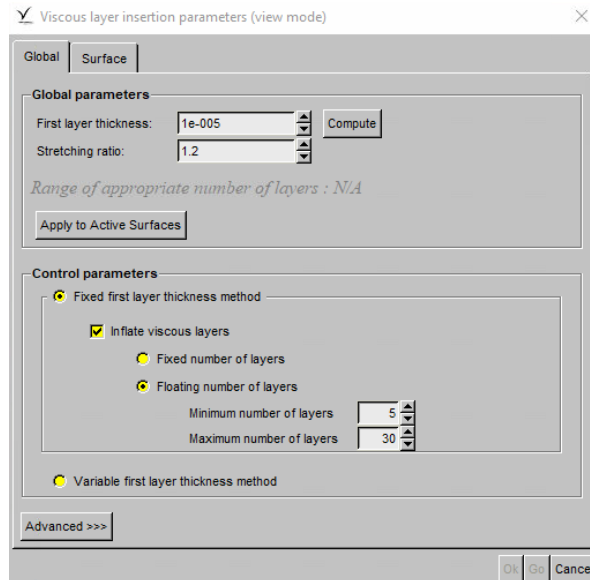 Viscous layer insertion parameters (view mode)
Global Surface
Global parameters
First layer thickness: 1e-005 Compute
Stretching ratio: 1.2
Range of appropriate number of layers : N/A
Apply to Active Surfaces
Control parameters
Fixed first layer thickness method
Inflate viscous layers
Fixed number of layers
Floating number of layers
Minimum number of layers 5
Maximum number of layers 30
Variable first layer thickness method
Advanced >>>
Ok Go Cance